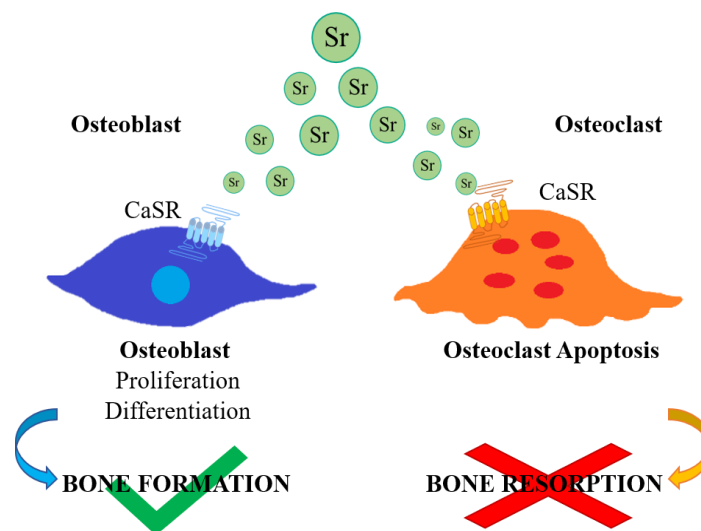 Sr
Sr
Sr
Osteoblast
Sr
Sr
Sr
Sr
Sr
Osteoclast
Sr
Sr
Sr
Sr
CaSR
CaSR
Osteoblast
Proliferation
Differentiation
Osteoclast Apoptosis
BONE FORMATION
BONE RESORPTION